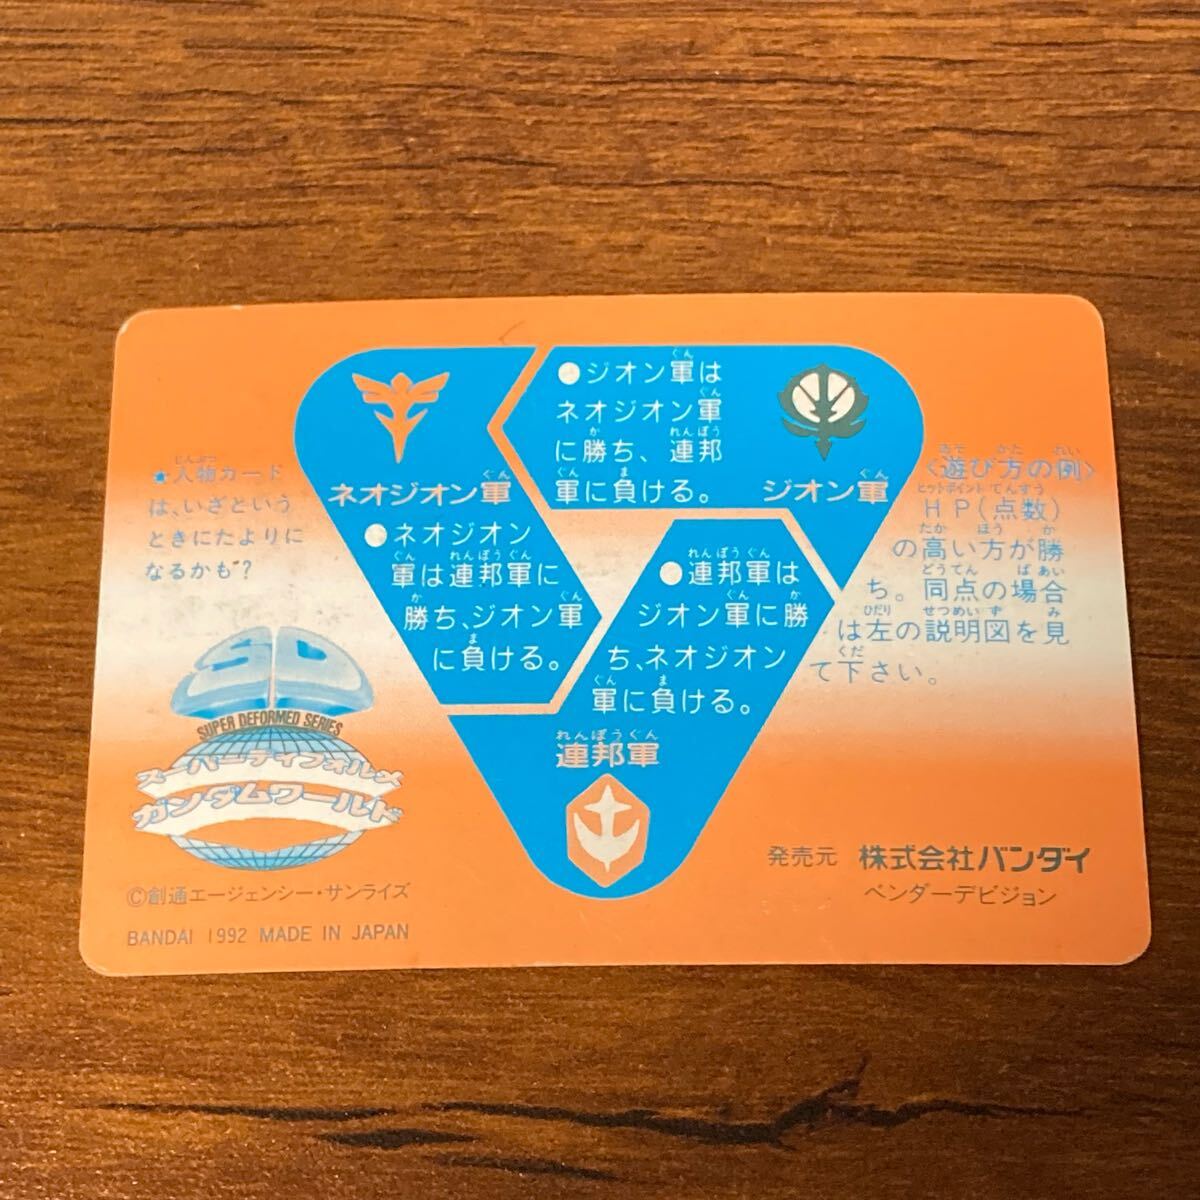 ★人物カード
は、いざという
ときにたよりに
なるかも?
SD
SUPER DEFORMED SERIES
スーパーディフォルメ
ガンダムワールド
©創通エージェンシー・サンライズ
BANDAI 1992 MADE IN JAPAN
ネオジオン軍
●ネオジオン
軍は連邦軍に
勝ち、ジオン軍
に負ける。
●ジオン軍は
ネオジオン軍
に勝ち、連邦
軍に負ける。
ジオン軍
●連邦軍は
ジオン軍に勝
ち、ネオジオン
軍に負ける。
連邦軍
〈遊び方の例〉
HP(点数)
の高い方が勝
ち。同点の場合
は左の説明図を見
て下さい。
発売元 株式会社バンダイ
ベンダーデビジョン